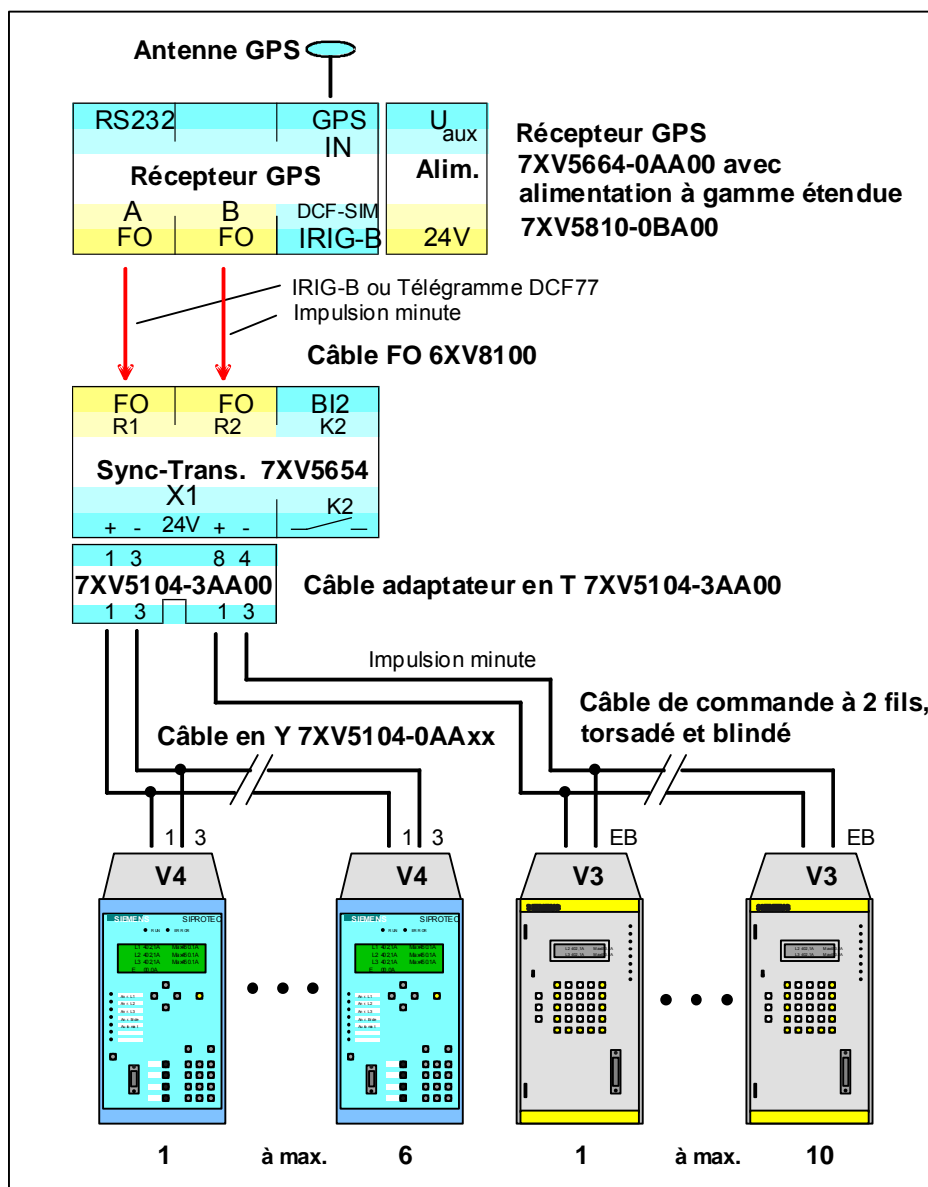 Antenne GPS
RS232 GPS IN
Récepteur GPS
A B DCF-SIM
FO FO IRIG-B
U aux
Alim.
24V
Récepteur GPS
7XV5664-0AA00 avec
alimentation à gamme étendue
7XV5810-0BA00
IRIG-B ou Télégramme DCF77
Impulsion minute
Câble FO 6XV8100
FO FO BI2
R1 R2 K2
Sync-Trans. 7XV5654
X1
K2
+ - 24V + -
1 3 8 4
7XV5104-3AA00
1 3 1 3
Câble adaptateur en T 7XV5104-3AA00
Impulsion minute
Câble de commande à 2 fils,
torsadé et blindé
Câble en Y 7XV5104-0AAxx
1 3 1 3 EB EB
V4 V4 V3 V3
SIEMENS SIPROTEC
RUN ERROR
SIEMENS SIPROTEC
RUN ERROR
1 à max. 6 1 à max. 10